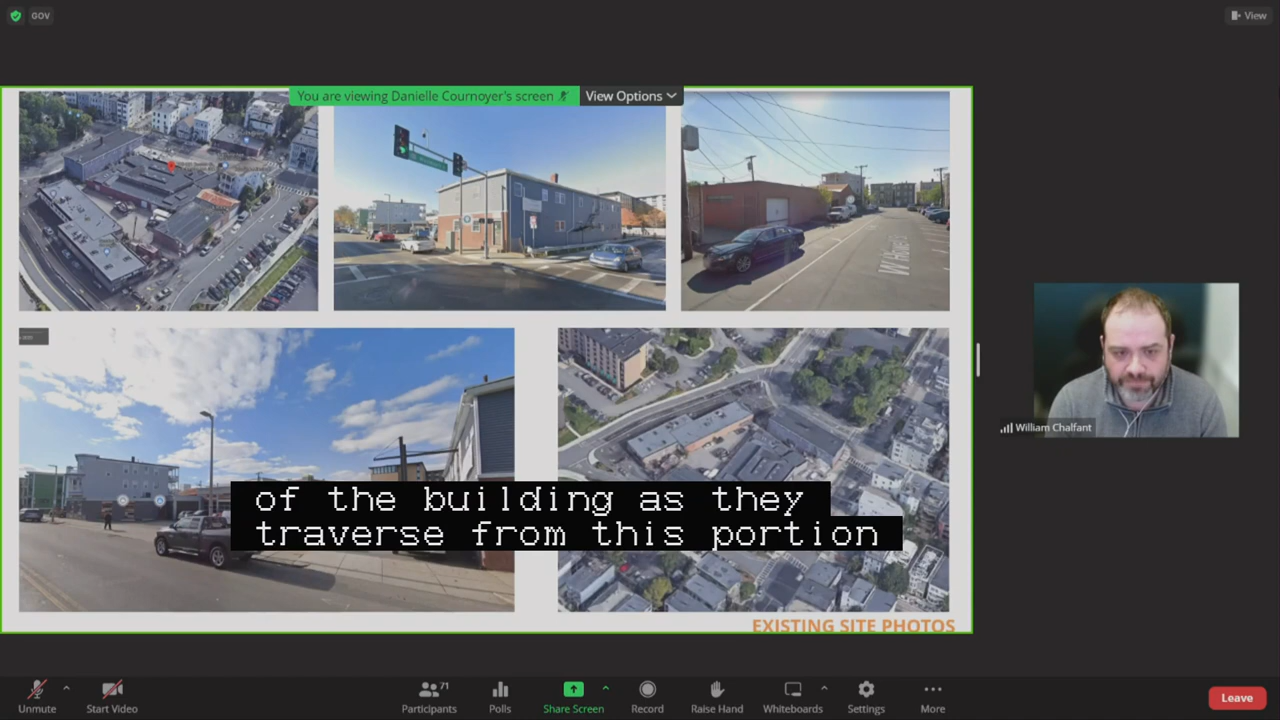 GOV
View
You are viewing Danielle Cournoyer's screen
View Options
of the building as they
traverse from this portion
EXISTING SITE PHOTOS
William Chalfant
71
Unmute
Start Video
Participants
Polls
Share Screen
Record
Raise Hand
Whiteboards
Settings
More
Leave